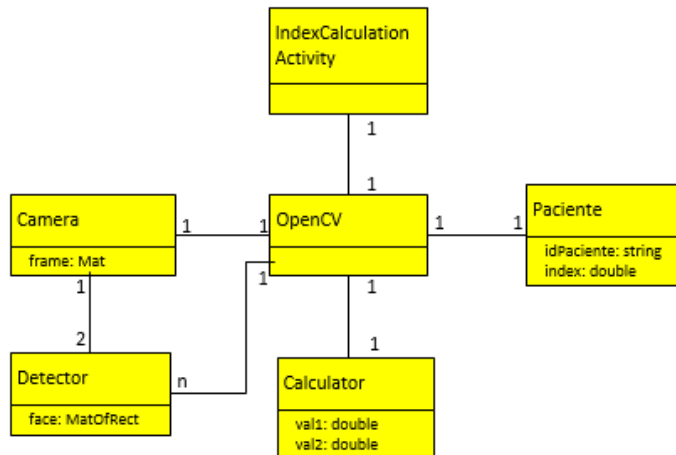 IndexCalculation
Activity
1
1
Camera
frame: Mat
1
1
OpenCV
1
1
Paciente
idPaciente: string
index: double
1
1
1
2
n
1
Detector
face: MatOfRect
Calculator
val1: double
val2: double